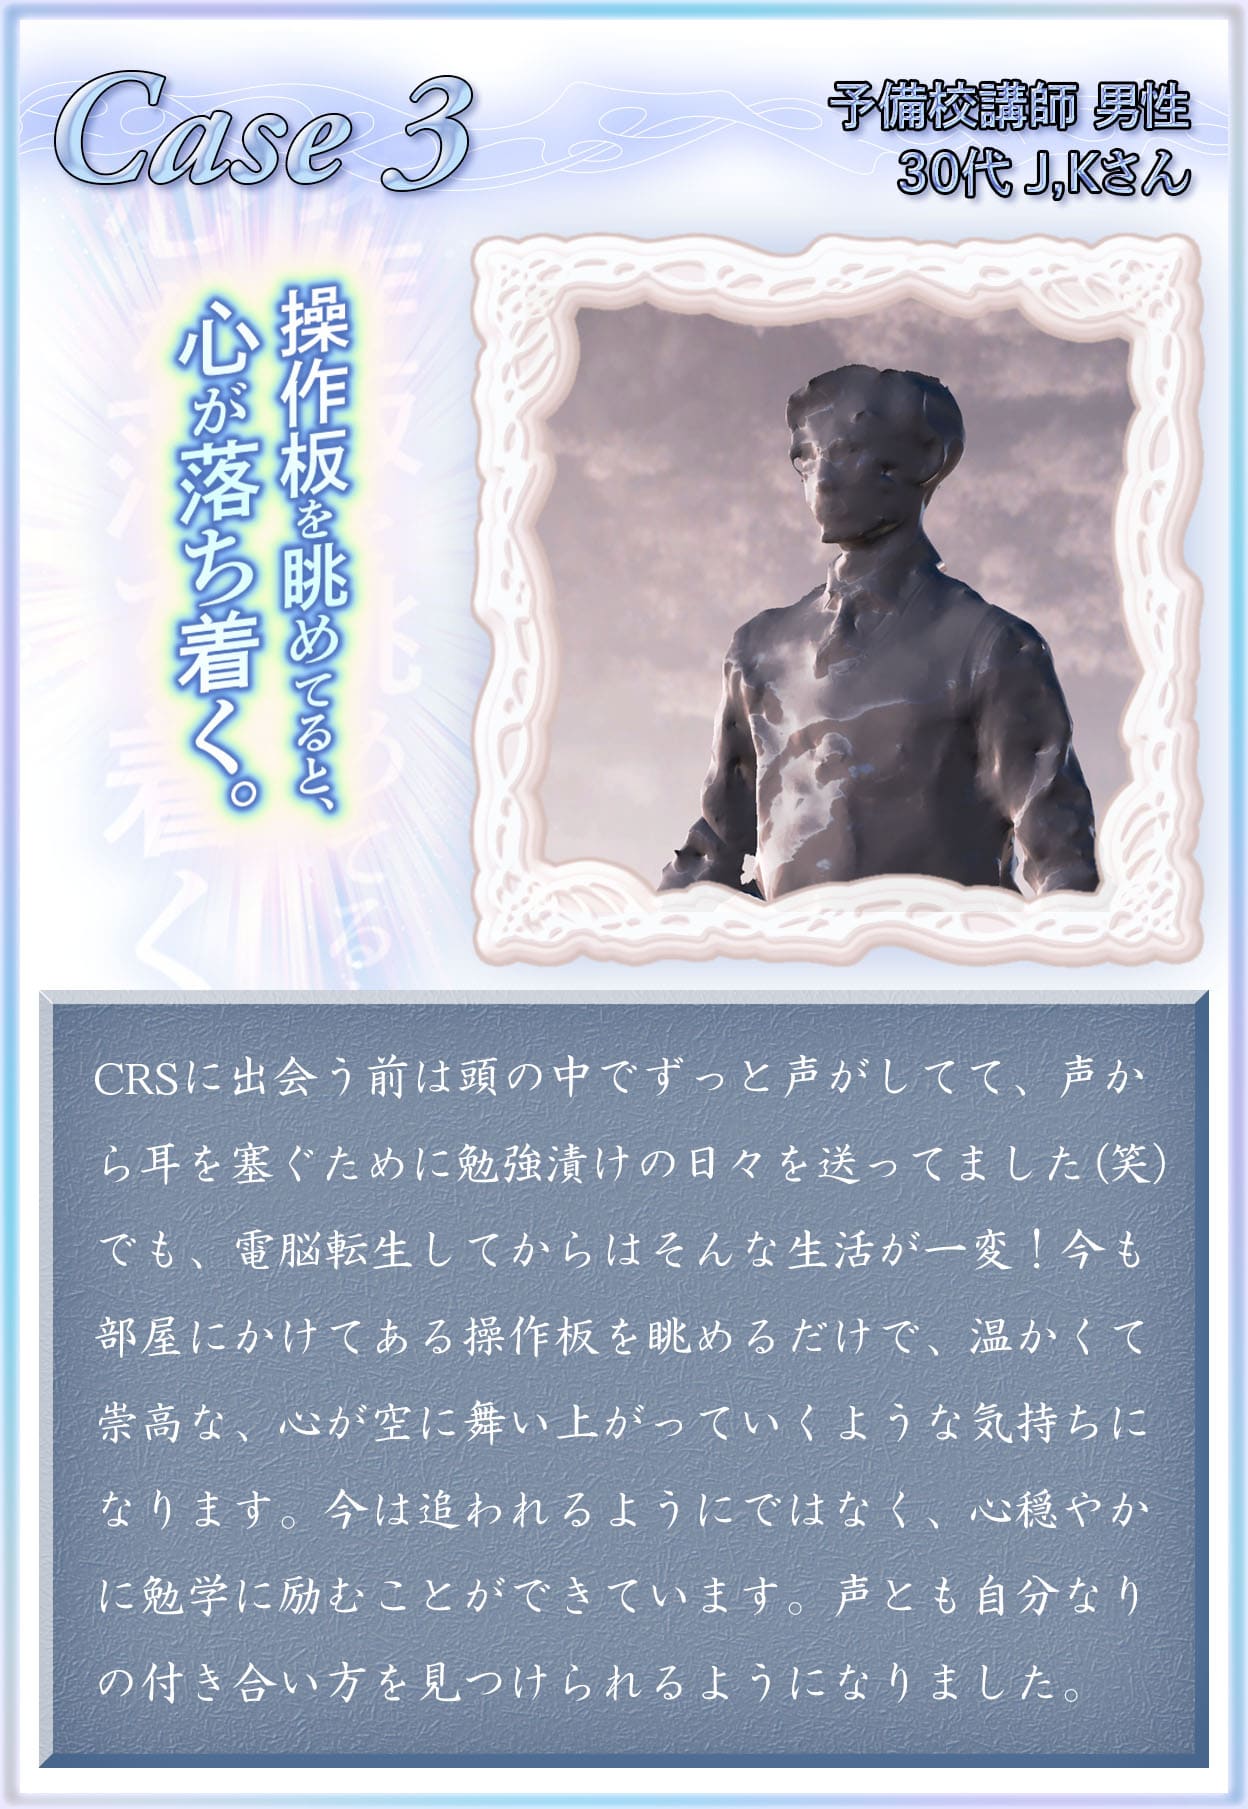 Case 3
予備校講師 男性
30代 J,Kさん
操作板を眺めてると、
心が落ち着く。
CRSに出会う前は頭の中でずっと声がしてて、声か
ら耳を塞ぐために勉強漬けの日々を送ってました(笑)
でも、電脳転生してからはそんな生活が一変！今も
部屋にかけてある操作板を眺めるだけで、温かくて
崇高な、心が空に舞い上がっていくような気持ちに
なります。今は追われるようにではなく、心穏やか
に勉学に励むことができています。声とも自分なり
の付き合い方を見つけられるようになりました。